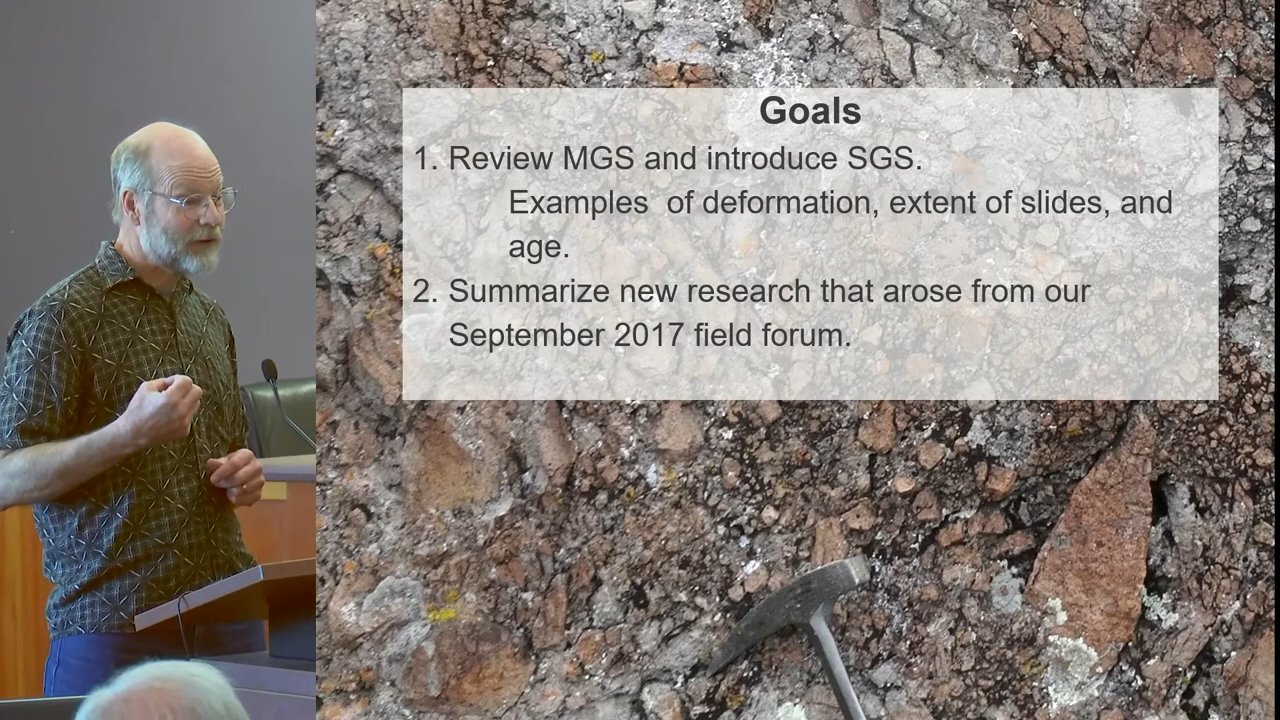 Goals
1. Review MGS and introduce SGS.
Examples  of deformation, extent of slides, and
age.
2. Summarize new research that arose from our
September 2017 field forum.